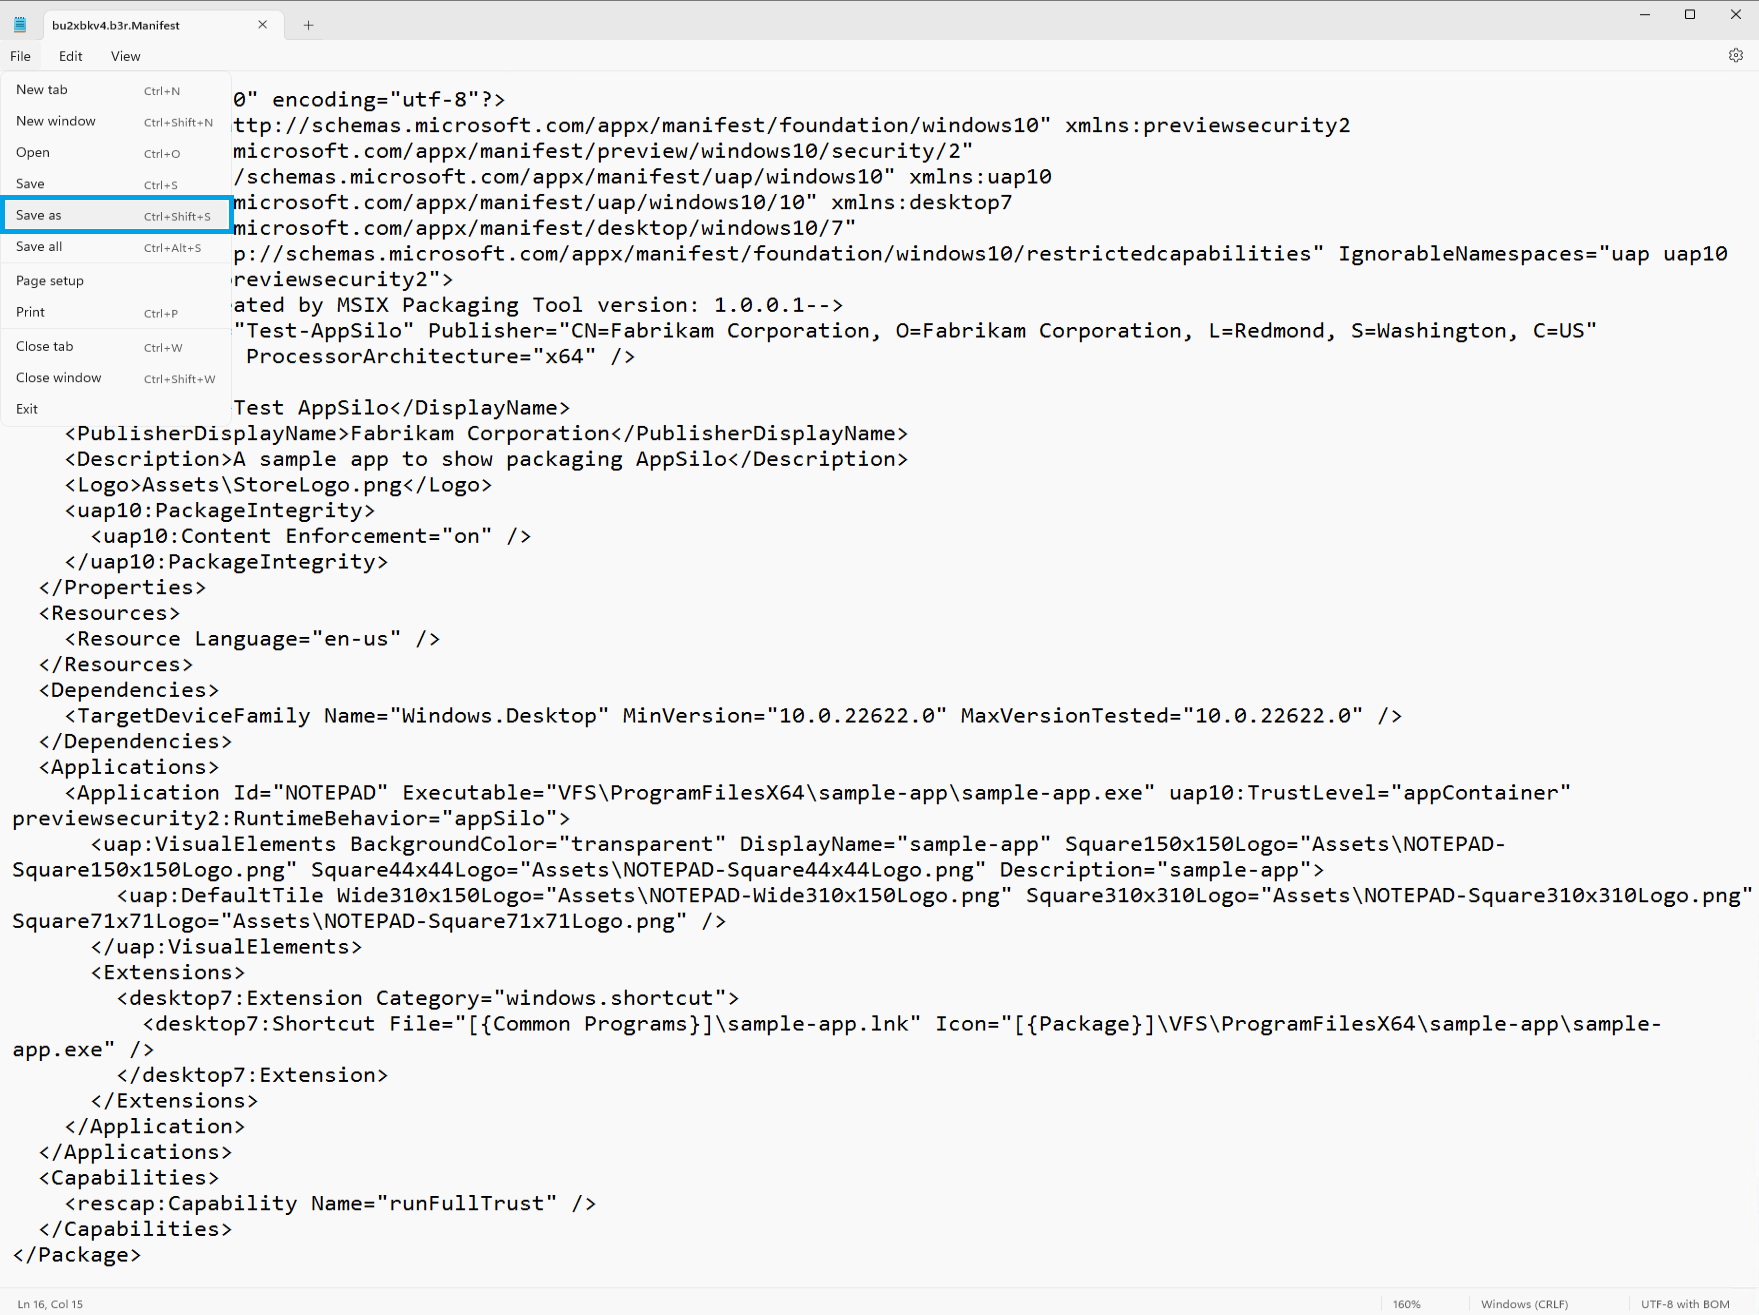 bu2xbkv4.b3r.Manifest
File Edit View
New tab Ctrl+N
New window Ctrl+Shift+N
Open Ctrl+O
Save Ctrl+S
Save as Ctrl+Shift+S
Save all Ctrl+Alt+S
Page setup
Print Ctrl+P
Close tab Ctrl+W
Close window Ctrl+Shift+W
Exit
0" encoding="utf-8"?>
ttp://schemas.microsoft.com/appx/manifest/foundation/windows10" xmlns:previewsecurity2
microsoft.com/appx/manifest/preview/windows10/security/2"
/schemas.microsoft.com/appx/manifest/uap/windows10" xmlns:uap10
microsoft.com/appx/manifest/uap/windows10/10" xmlns:desktop7
microsoft.com/appx/manifest/desktop/windows10/7"
p://schemas.microsoft.com/appx/manifest/foundation/windows10/restrictedcapabilities" IgnorableNamespaces="uap uap10
reviewsecurity2">
ated by MSIX Packaging Tool version: 1.0.0.1-->
="Test-AppSilo" Publisher="CN=Fabrikam Corporation, O=Fabrikam Corporation, L=Redmond, S=Washington, C=US"
ProcessorArchitecture="x64" />
Test AppSilo</DisplayName>
<PublisherDisplayName>Fabrikam Corporation</PublisherDisplayName>
<Description>A sample app to show packaging AppSilo</Description>
<Logo>Assets\StoreLogo.png</Logo>
<uap10:PackageIntegrity>
<uap10:Content Enforcement="on" />
</uap10:PackageIntegrity>
</Properties>
<Resources>
<Resource Language="en-us" />
</Resources>
<Dependencies>
<TargetDeviceFamily Name="Windows.Desktop" MinVersion="10.0.22622.0" MaxVersionTested="10.0.22622.0" />
</Dependencies>
<Applications>
<Application Id="NOTEPAD" Executable="VFS\ProgramFilesX64\sample-app\sample-app.exe" uap10:TrustLevel="appContainer"
previewsecurity2:RuntimeBehavior="appSilo">
<uap:VisualElements BackgroundColor="transparent" DisplayName="sample-app" Square150x150Logo="Assets\NOTEPAD-
Square150x150Logo.png" Square44x44Logo="Assets\NOTEPAD-Square44x44Logo.png" Description="sample-app">
<uap:DefaultTile Wide310x150Logo="Assets\NOTEPAD-Wide310x150Logo.png" Square310x310Logo="Assets\NOTEPAD-Square310x310Logo.png"
Square71x71Logo="Assets\NOTEPAD-Square71x71Logo.png" />
</uap:VisualElements>
<Extensions>
<desktop7:Extension Category="windows.shortcut">
<desktop7:Shortcut File="[{Common Programs}]\sample-app.lnk" Icon="[{Package}]\VFS\ProgramFilesX64\sample-app\sample-
app.exe" />
</desktop7:Extension>
</Extensions>
</Application>
</Applications>
<Capabilities>
<rescap:Capability Name="runFullTrust" />
</Capabilities>
</Package>
Ln 16, Col 15 160% Windows (CRLF) UTF-8 with BOM